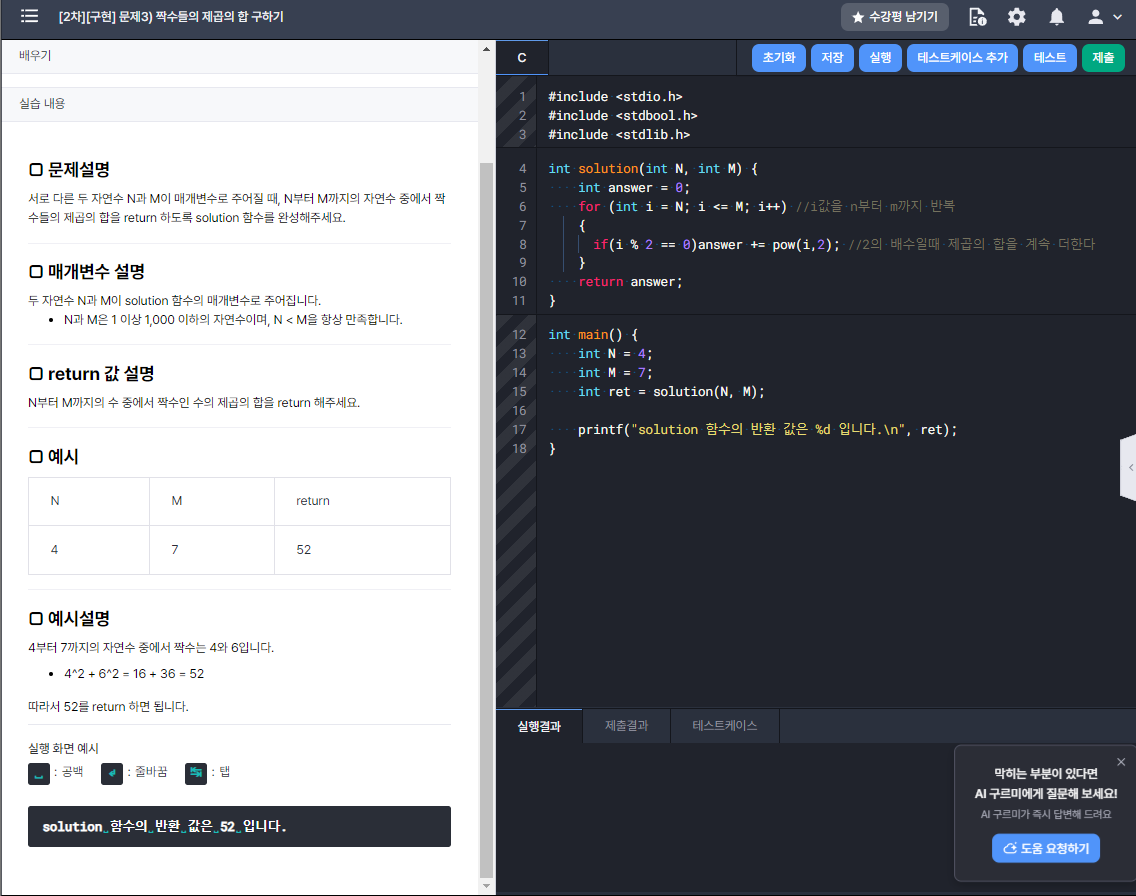 [2차][구현] 문제3) 짝수들의 제곱의 합 구하기
수강평 남기기
배우기
실습 내용
문제설명
서로 다른 두 자연수 N과 M이 매개변수로 주어질 때, N부터 M까지의 자연수 중에서 짝
수들의 제곱의 합을 return 하도록 solution 함수를 완성해주세요.
매개변수 설명
두 자연수 N과 M이 solution 함수의 매개변수로 주어집니다.
• N과 M은 1 이상 1,000 이하의 자연수이며, N < M을 항상 만족합니다.
return 값 설명
N부터 M까지의 수 중에서 짝수인 수의 제곱의 합을 return 해주세요.
예시
N M return
4 7 52
예시설명
4부터 7까지의 자연수 중에서 짝수는 4와 6입니다.
• 4^2 + 6^2 = 16 + 36 = 52
따라서 52를 return 하면 됩니다.
실행 화면 예시
: 공백 : 줄바꿈 : 탭
solution 함수의 반환 값은 52 입니다.
C
초기화 저장 실행 테스트케이스 추가 테스트 제출
1 #include <stdio.h>
2 #include <stdbool.h>
3 #include <stdlib.h>
4 int solution(int N, int M) {
5 int answer = 0;
6 for (int i = N; i <= M; i++) //i값을 n부터 m까지 반복
7 {
8 if(i % 2 == 0)answer += pow(i,2); //2의 배수일때 제곱의 합을 계속 더한다
9 }
10 return answer;
11 }
12 int main() {
13 int N = 4;
14 int M = 7;
15 int ret = solution(N, M);
16
17 printf("solution 함수의 반환 값은 %d 입니다.\n", ret);
18 }
실행결과 제출결과 테스트케이스
막히는 부분이 있다면
AI 구르미에게 질문해 보세요!
AI 구르미가 즉시 답변해 드려요
도움 요청하기